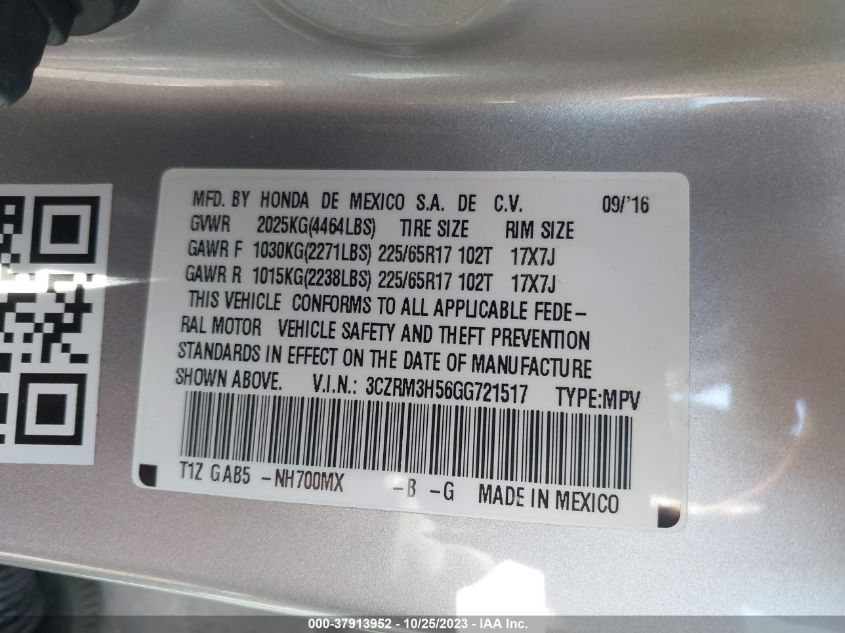 MFD. BY HONDA DE MEXICO S.A. DE C.V. 09/'16
GVWR 2025KG(4464LBS) TIRE SIZE RIM SIZE
GAWR F 1030KG(2271LBS) 225/65R17 102T 17X7J
GAWR R 1015KG(2238LBS) 225/65R17 102T 17X7J
THIS VEHICLE CONFORMS TO ALL APPLICABLE FEDE-
RAL MOTOR VEHICLE SAFETY AND THEFT PREVENTION
STANDARDS IN EFFECT ON THE DATE OF MANUFACTURE
SHOWN ABOVE. V.I.N.: 3CZRM3H56GG721517 TYPE:MPV
T1Z GAB5 -NH700MX -B -G MADE IN MEXICO
000-37913952 - 10/25/2023 - IAA Inc.